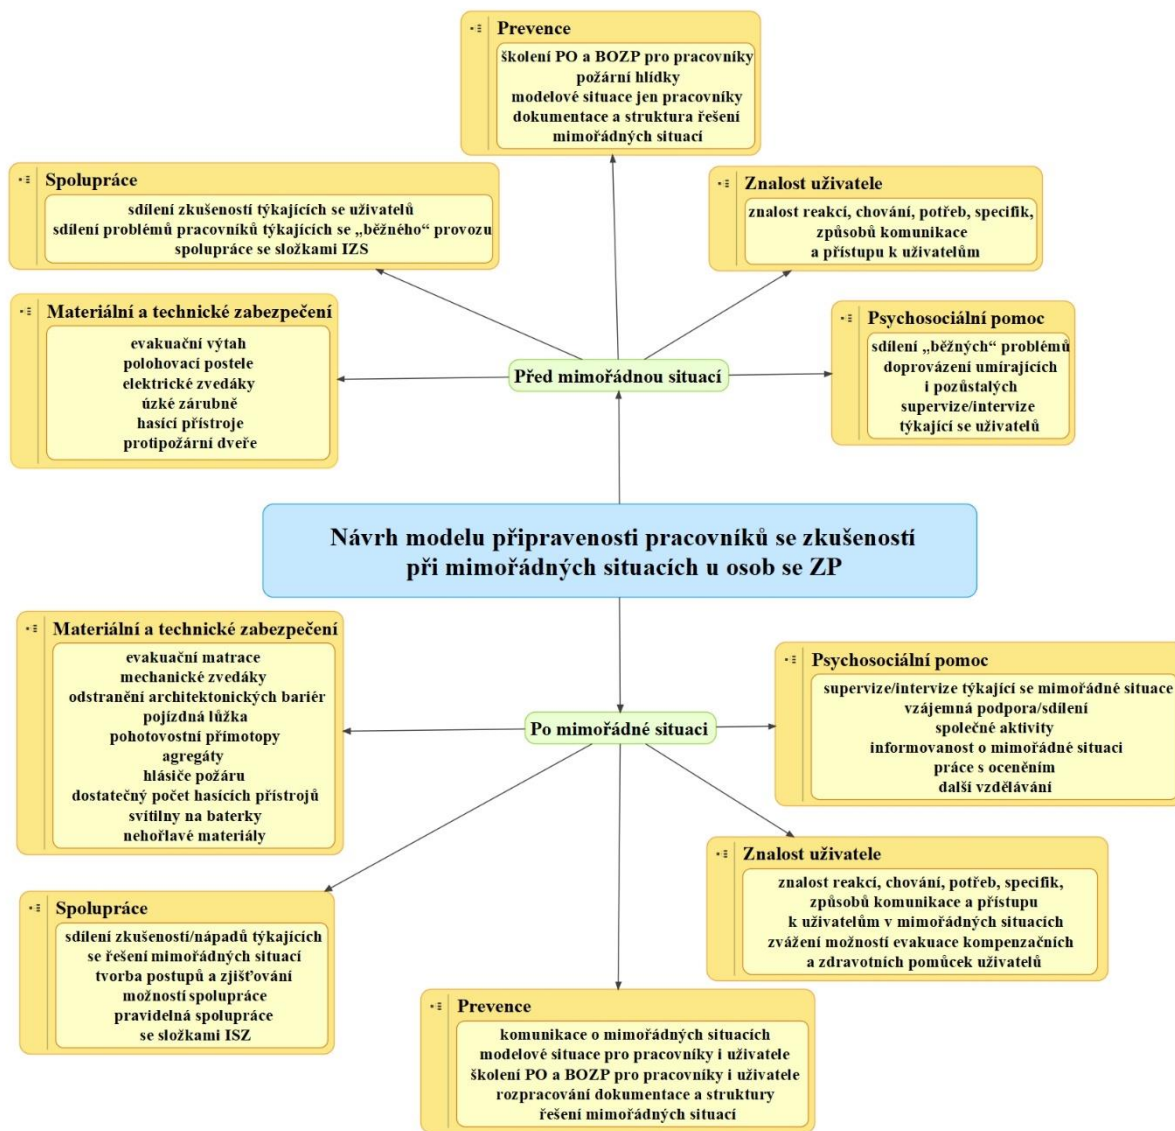 Prevence
školení PO a BOZP pro pracovníky
požární hlídky
modelové situace jen pracovníky
dokumentace a struktura řešení
mimořádných situací
Spolupráce
sdílení zkušeností týkajících se uživatelů
sdílení problémů pracovníků týkajících se „běžného“ provozu
spolupráce se složkami IZS
Znalost uživatele
znalost reakcí, chování, potřeb, specifik,
způsobů komunikace
a přístupu k uživatelům
Materiální a technické zabezpečení
evakuační výtah
polohovací postele
elektrické zvedáky
úzké zárubně
hasící přístroje
protipožární dveře
Před mimořádnou situací
Psychosociální pomoc
sdílení „běžných“ problémů
doprovázení umírajících
i pozůstalých
supervize/intervize
týkající se uživatelů
Návrh modelu připravenosti pracovníků se zkušeností
při mimořádných situacích u osob se ZP
Materiální a technické zabezpečení
evakuační matrace
mechanické zvedáky
odstranění architektonických bariér
pojízdná lůžka
pohotovostní přímotopy
agregáty
hlásiče požáru
dostatečný počet hasících přístrojů
svítilny na baterky
nehořlavé materiály
Po mimořádné situaci
Psychosociální pomoc
supervize/intervize týkající se mimořádné situace
vzájemná podpora/sdílení
společné aktivity
informovanost o mimořádné situaci
práce s oceněním
další vzdělávání
Znalost uživatele
znalost reakcí, chování, potřeb, specifik,
způsobů komunikace a přístupu
k uživatelům v mimořádných situacích
zvážení možností evakuace kompenzačních
a zdravotních pomůcek uživatelů
Spolupráce
sdílení zkušeností/nápadů týkajících
se řešení mimořádných situací
tvorba postupů a zjišťování
možností spolupráce
pravidelná spolupráce
se složkami ISZ
Prevence
komunikace o mimořádných situacích
modelové situace pro pracovníky i uživatele
školení PO a BOZP pro pracovníky i uživatele
rozpracování dokumentace a struktury
řešení mimořádných situací